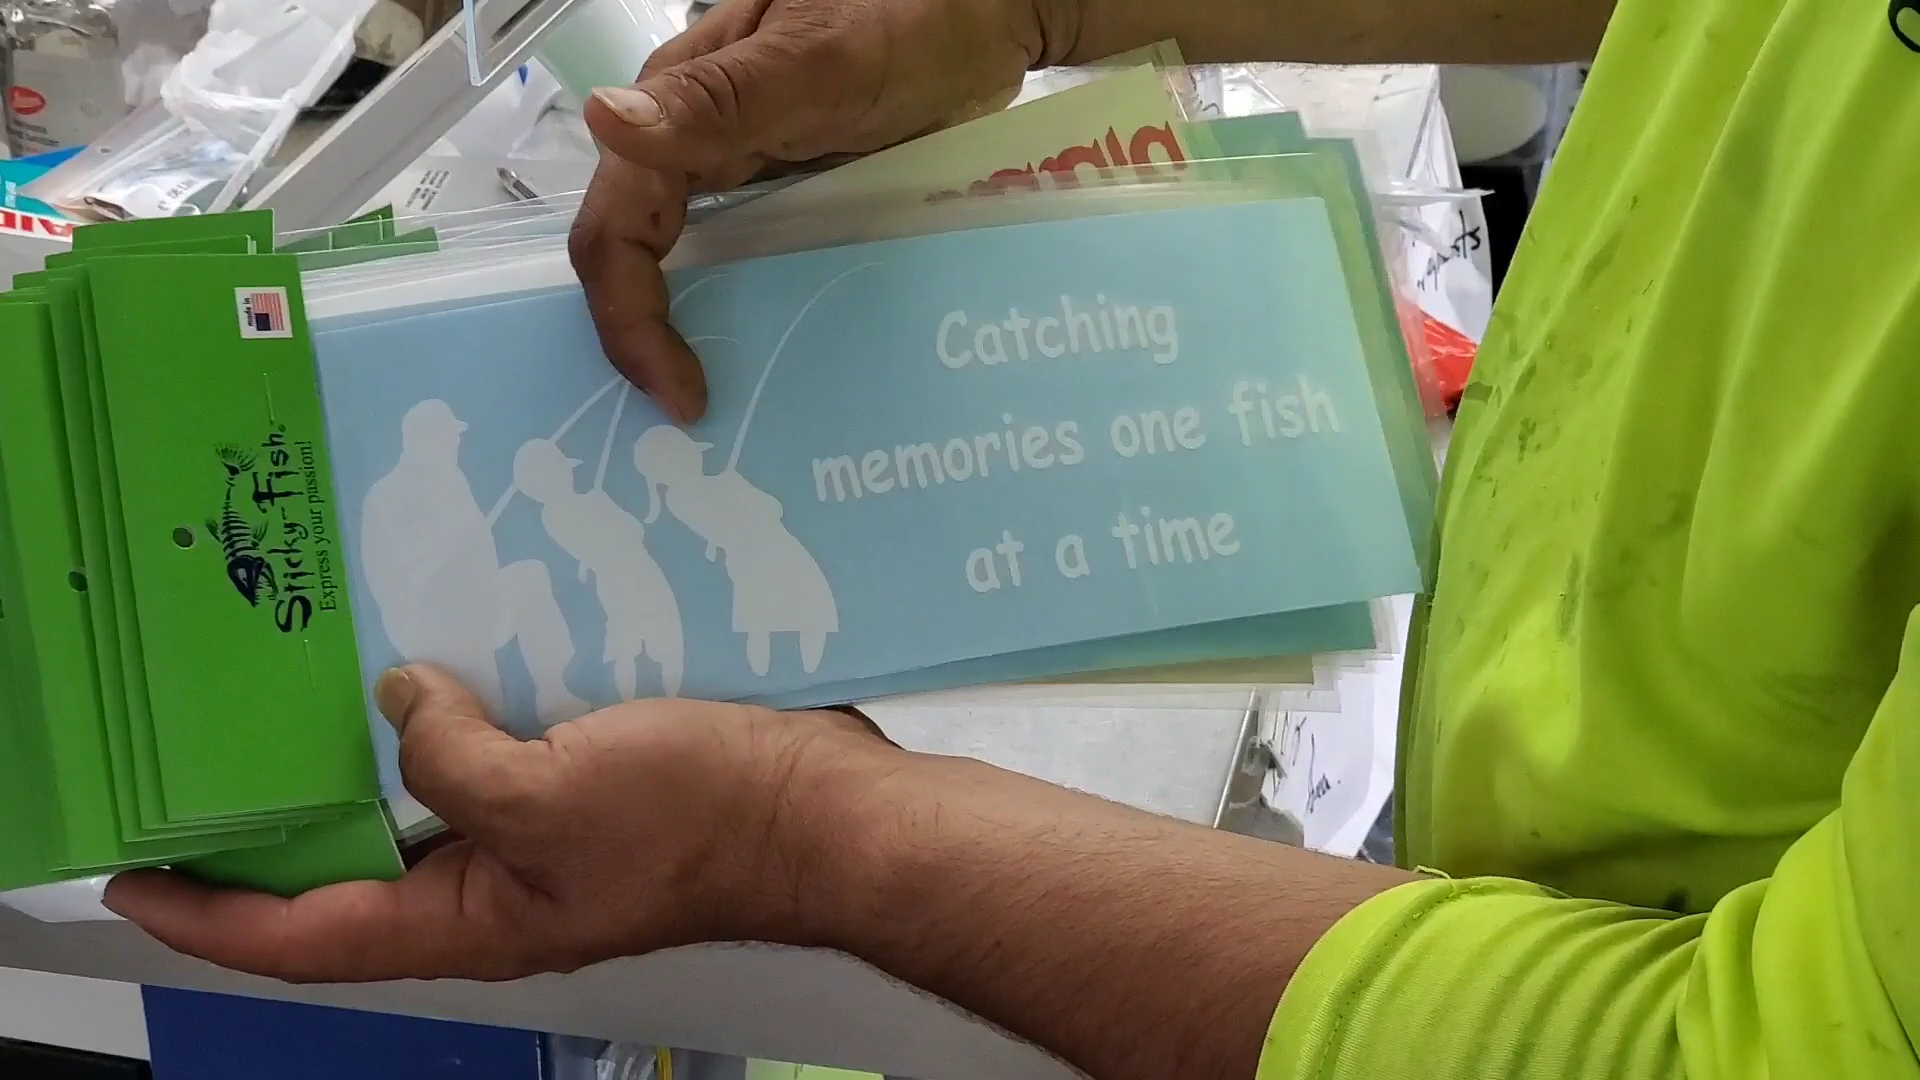 made in
Sticky-Fish
Express your passion!
Catching
memories one fish
at a time